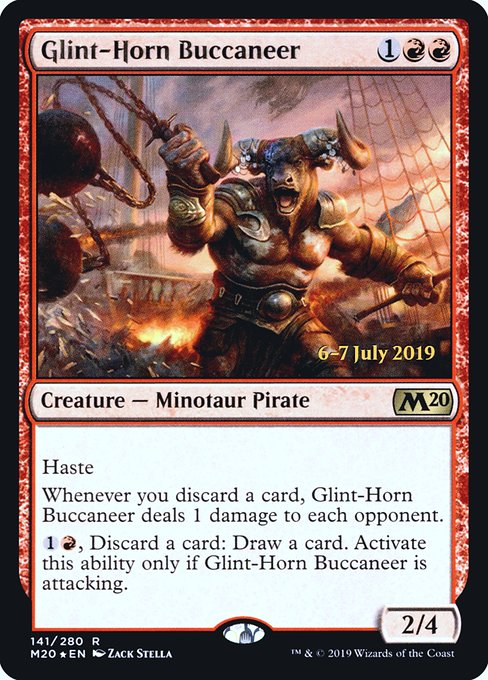 Glint-Horn Buccaneer 1
6–7 July 2019
Creature — Minotaur Pirate M20
Haste
Whenever you discard a card, Glint-Horn
Buccaneer deals 1 damage to each opponent.
1, Discard a card: Draw a card. Activate
this ability only if Glint-Horn Buccaneer is
attacking.
2/4
141/280 R
M20 ★ EN Zack Stella
™ & © 2019 Wizards of the Coast